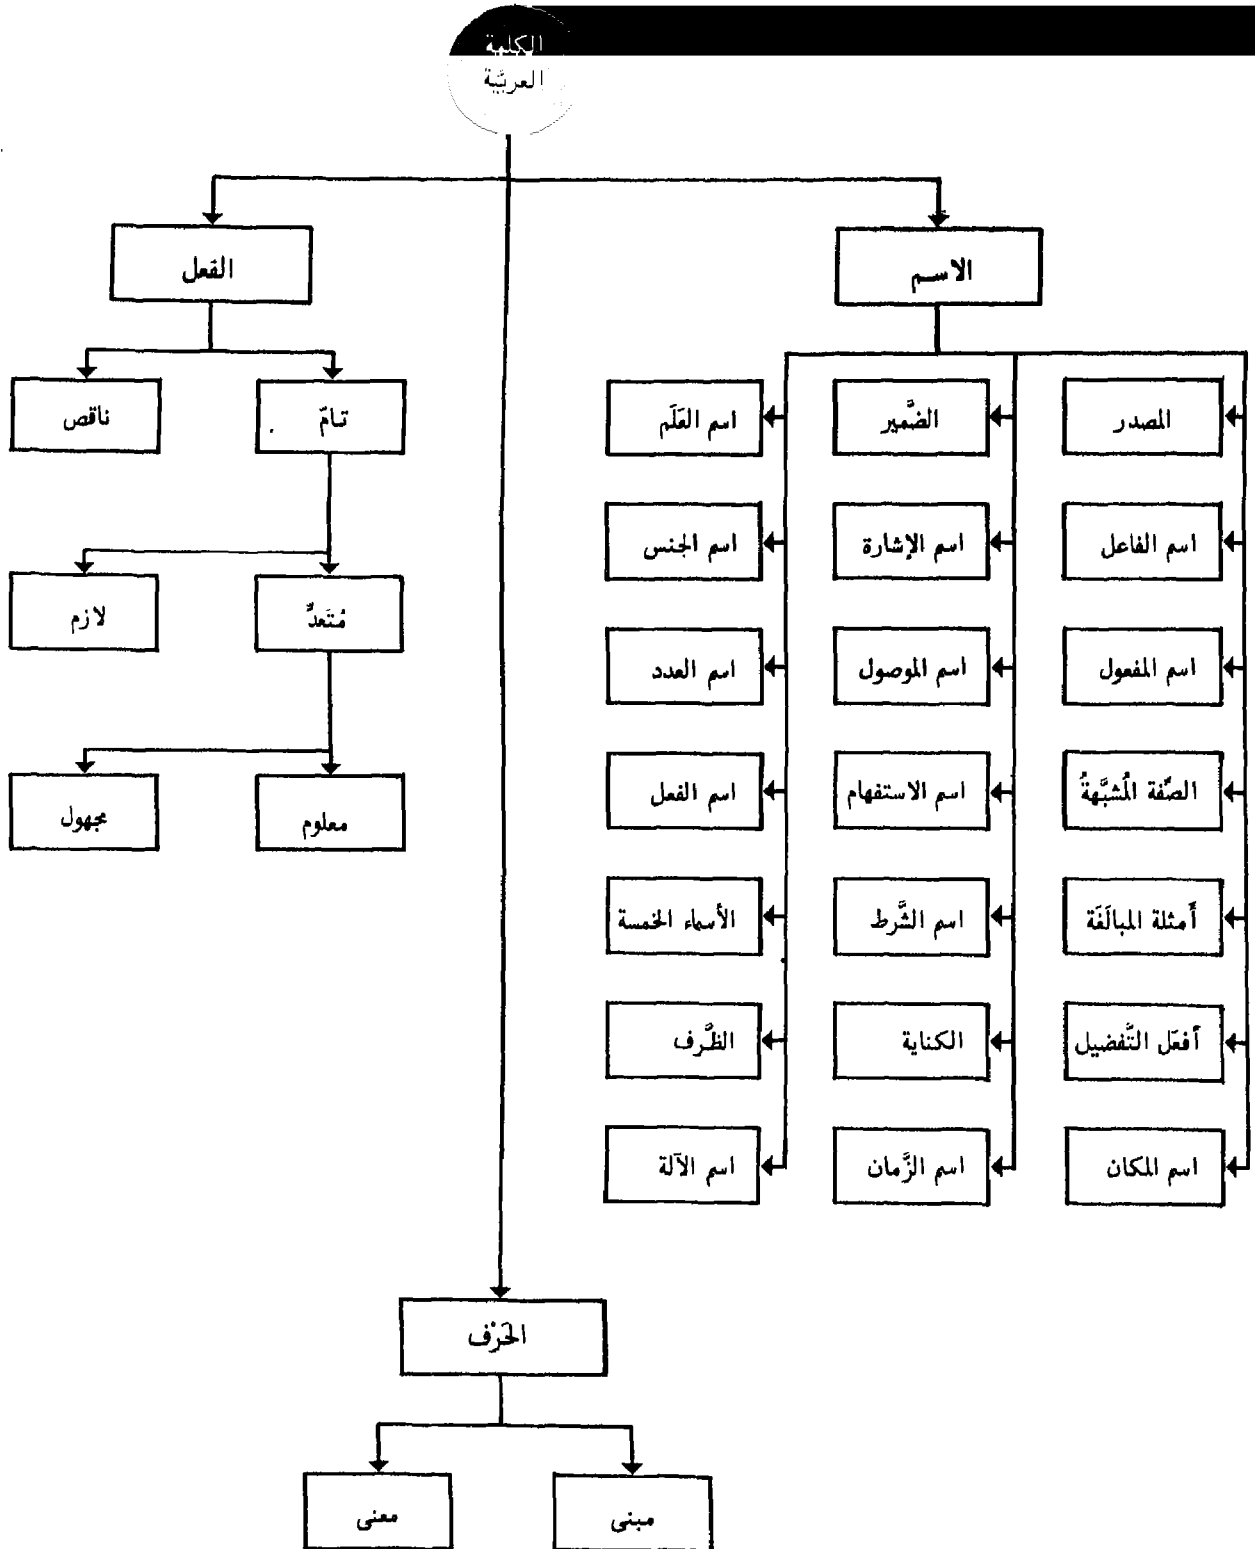 الكلمة
العربيّة
الاسم
الفعل
المصدر
الضَّمير
اسم العَلَم
تامّ
ناقص
اسم الفاعل
اسم الإشارة
اسم الجنس
مُتَعدٍّ
لازم
اسم المفعول
اسم الموصول
اسم العدد
الصِّفة المُشبَّهةُ
اسم الاستفهام
اسم الفعل
معلوم
مجهول
أَمثلة المبالَغَة
اسم الشَّرط
الأسماء الخمسة
أَفعَل التَّفضيل
الكناية
الظَّرف
اسم المكان
اسم الزَّمان
اسم الآلة
الحَرْف
مبنى
معنى